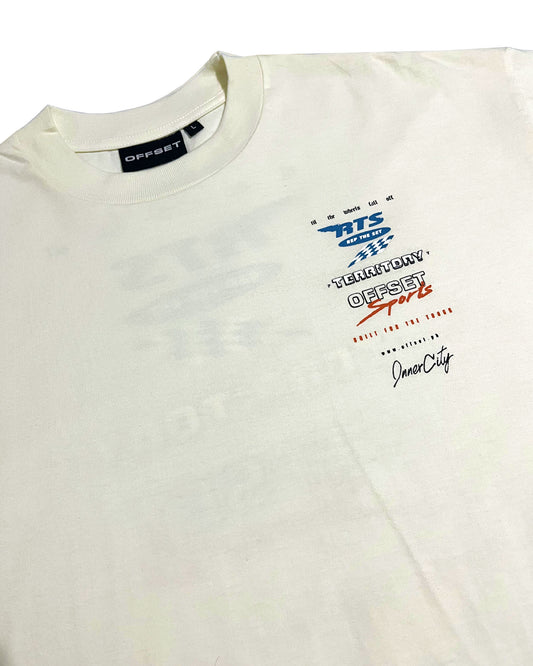 OFFSET
L
til the wheels fall off
RTS
REP THE SET
TERRITORY
OFFSET
Sports
BUILT FOR THE TOUGH
www.offset.ph
InnerCity